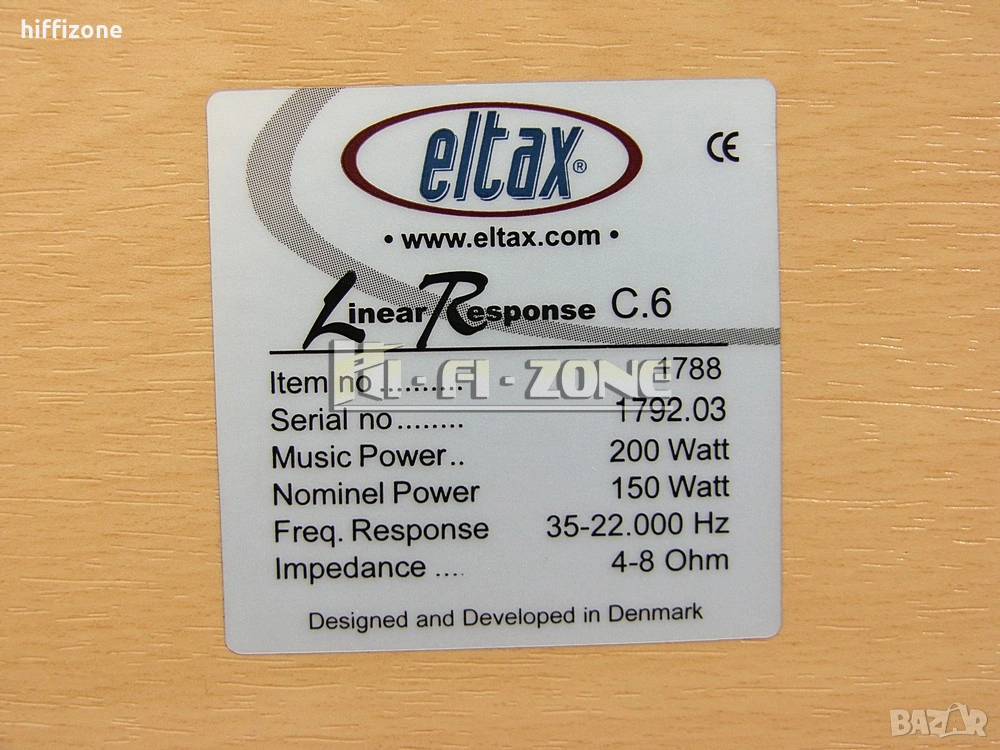 hiffizone
eltax®
CE
• www.eltax.com •
Linear Response C.6
HI-FI-ZONE
Item no .......... 1788
Serial no ........ 1792.03
Music Power.. 200 Watt
Nominel Power 150 Watt
Freq. Response 35-22.000 Hz
Impedance .... 4-8 Ohm
Designed and Developed in Denmark
BAZAR